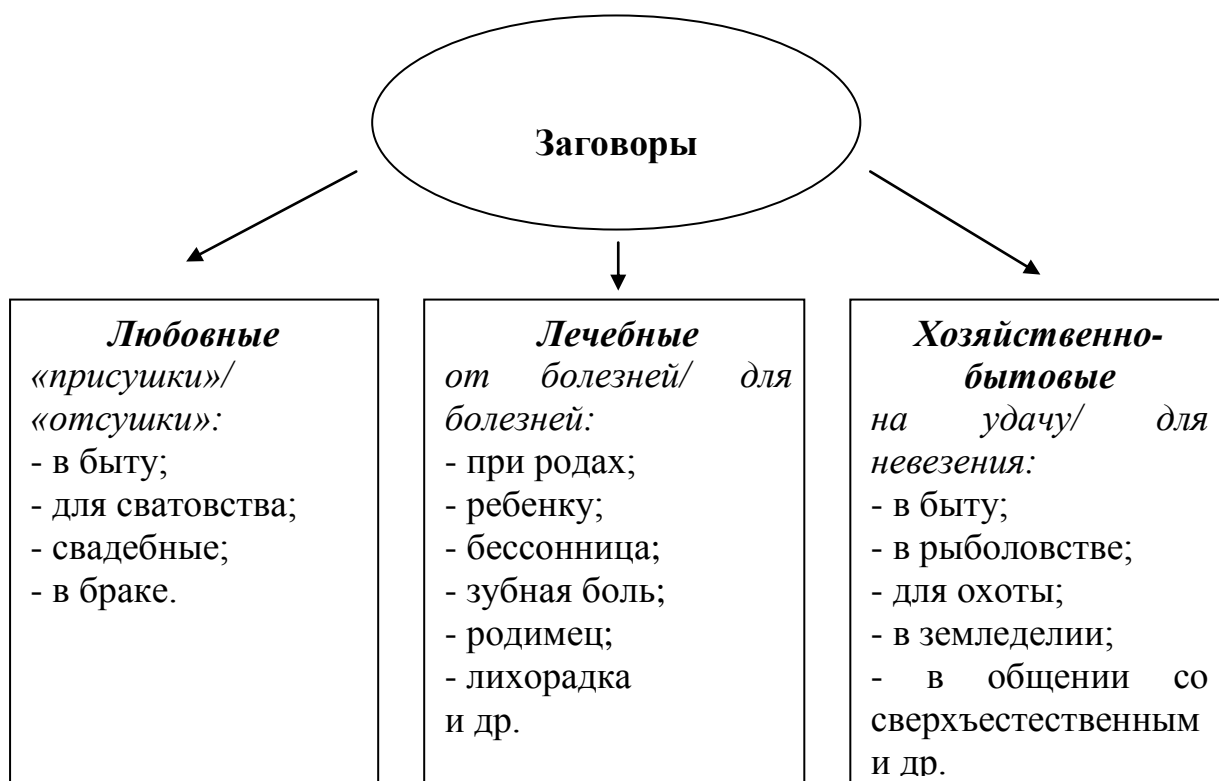 Заговоры
Любовные
«присушки»/
«отсушки»:
- в быту;
- для сватовства;
- свадебные;
- в браке.
Лечебные
от болезней/ для
болезней:
- при родах;
- ребенку;
- бессонница;
- зубная боль;
- родимец;
- лихорадка
и др.
Хозяйственно-
бытовые
на удачу/ для
невезения:
- в быту;
- в рыболовстве;
- для охоты;
- в земледелии;
- в общении со
сверхъестественным
и др.